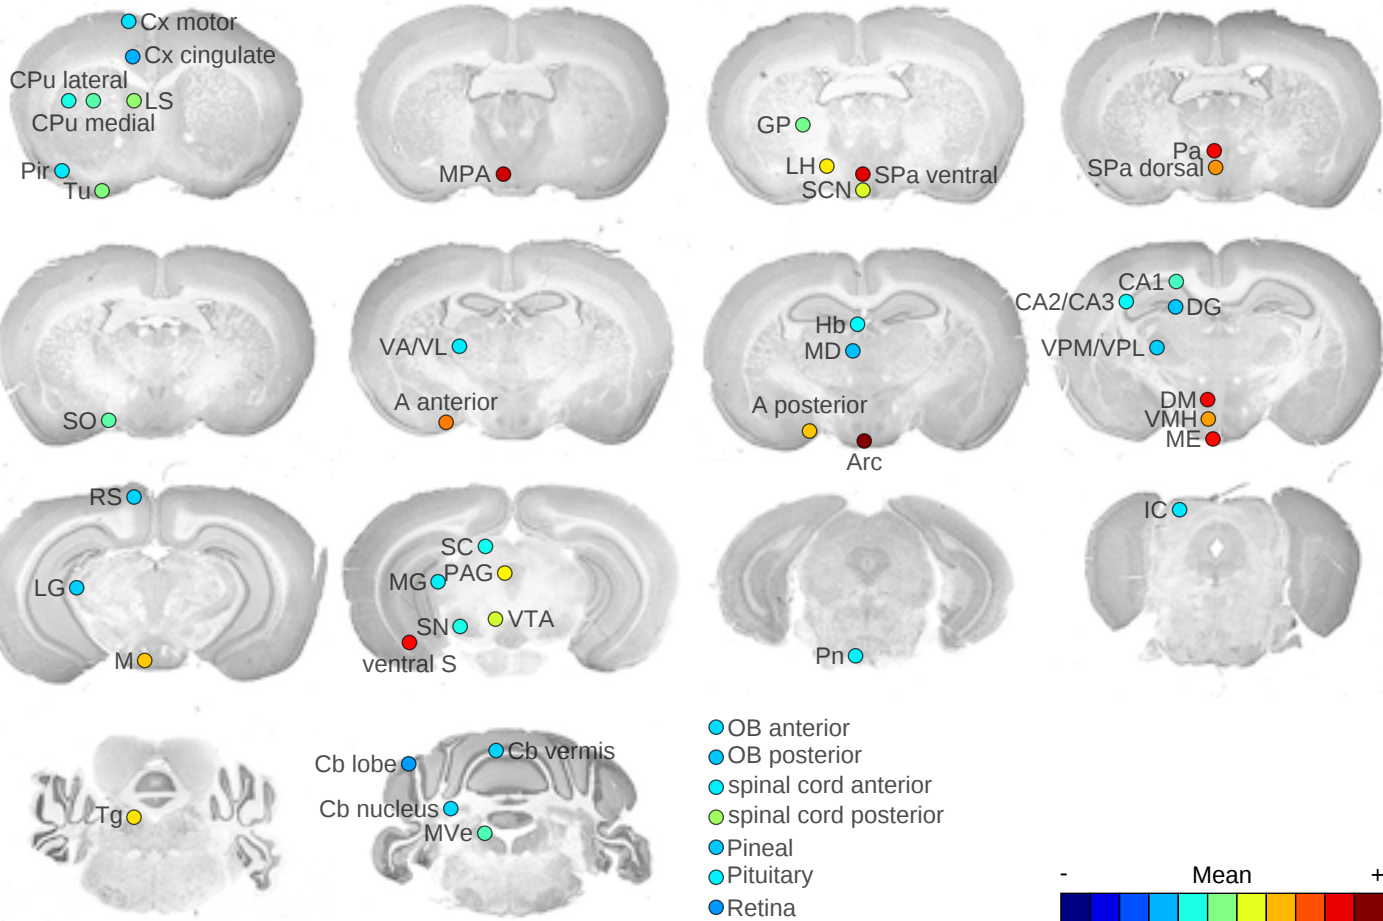 Cx motor
Cx cingulate
CPu lateral
LS
CPu medial
Pir
Tu
MPA
GP
LH
SPa ventral
SCN
Pa
SPa dorsal
SO
VA/VL
A anterior
Hb
MD
A posterior
Arc
CA1
CA2/CA3
DG
VPM/VPL
DM
VMH
ME
RS
LG
M
SC
MG
PAG
SN
VTA
ventral S
Pn
IC
Tg
Cb lobe
Cb vermis
Cb nucleus
MVe
OB anterior
OB posterior
spinal cord anterior
spinal cord posterior
Pineal
Pituitary
Retina
- Mean +